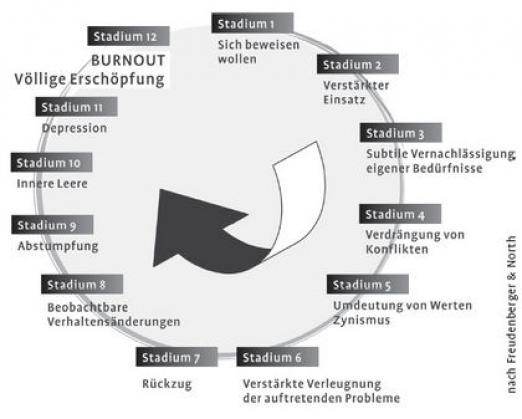 Stadium 1
Sich beweisen
wollen
Stadium 2
Verstärkter
Einsatz
Stadium 3
Subtile Vernachlässigung
eigener Bedürfnisse
Stadium 4
Verdrängung von
Konflikten
Stadium 5
Umdeutung von Werten
Zynismus
Stadium 6
Verstärkte Verleugnung
der auftretenden Probleme
Stadium 7
Rückzug
Stadium 8
Beobachtbare
Verhaltensänderungen
Stadium 9
Abstumpfung
Stadium 10
Innere Leere
Stadium 11
Depression
Stadium 12
BURNOUT
Völlige Erschöpfung
nach Freudenberger & North